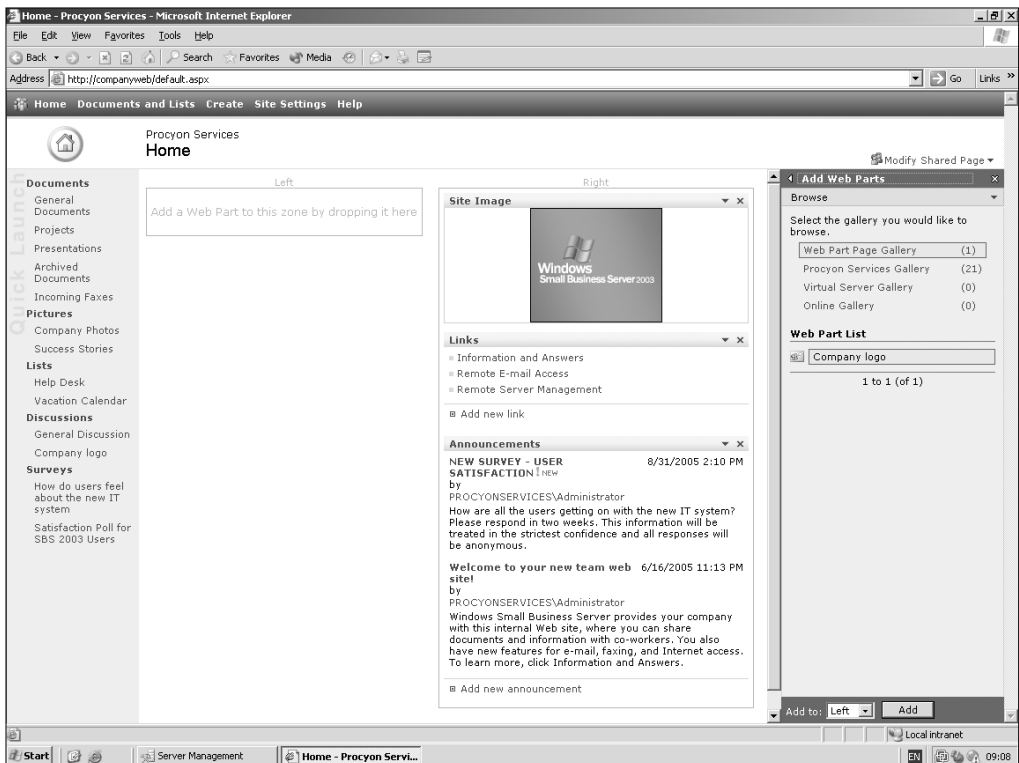 Home - Procyon Services - Microsoft Internet Explorer
File Edit View Favorites Tools Help
Back Search Favorites Media
Address http://companyweb/default.aspx Go Links »
Home Documents and Lists Create Site Settings Help
Procyon Services
Home
Modify Shared Page
Quick Launch
Documents
General
Documents
Projects
Presentations
Archived
Documents
Incoming Faxes
Pictures
Company Photos
Success Stories
Lists
Help Desk
Vacation Calendar
Discussions
General Discussion
Company logo
Surveys
How do users feel
about the new IT
system
Satisfaction Poll for
SBS 2003 Users
Left
Add a Web Part to this zone by dropping it here
Right
Site Image
Windows
Small Business Server 2003
Links
Information and Answers
Remote E-mail Access
Remote Server Management
Add new link
Announcements
NEW SURVEY - USER 8/31/2005 2:10 PM
SATISFACTION ! NEW
by
PROCYONSERVICES\Administrator
How are all the users getting on with the new IT system?
Please respond in two weeks. This information will be
treated in the strictest confidence and all responses will
be anonymous.
Welcome to your new team web 6/16/2005 11:13 PM
site!
by
PROCYONSERVICES\Administrator
Windows Small Business Server provides your company
with this internal Web site, where you can share
documents and information with co-workers. You also
have new features for e-mail, faxing, and Internet access.
To learn more, click Information and Answers.
Add new announcement
Add Web Parts
Browse
Select the gallery you would like to
browse.
Web Part Page Gallery (1)
Procyon Services Gallery (21)
Virtual Server Gallery (0)
Online Gallery (0)
Web Part List
Company logo
1 to 1 (of 1)
Add to: Left Add
Local intranet
Start Server Management Home - Procyon Servi... EN 09:08